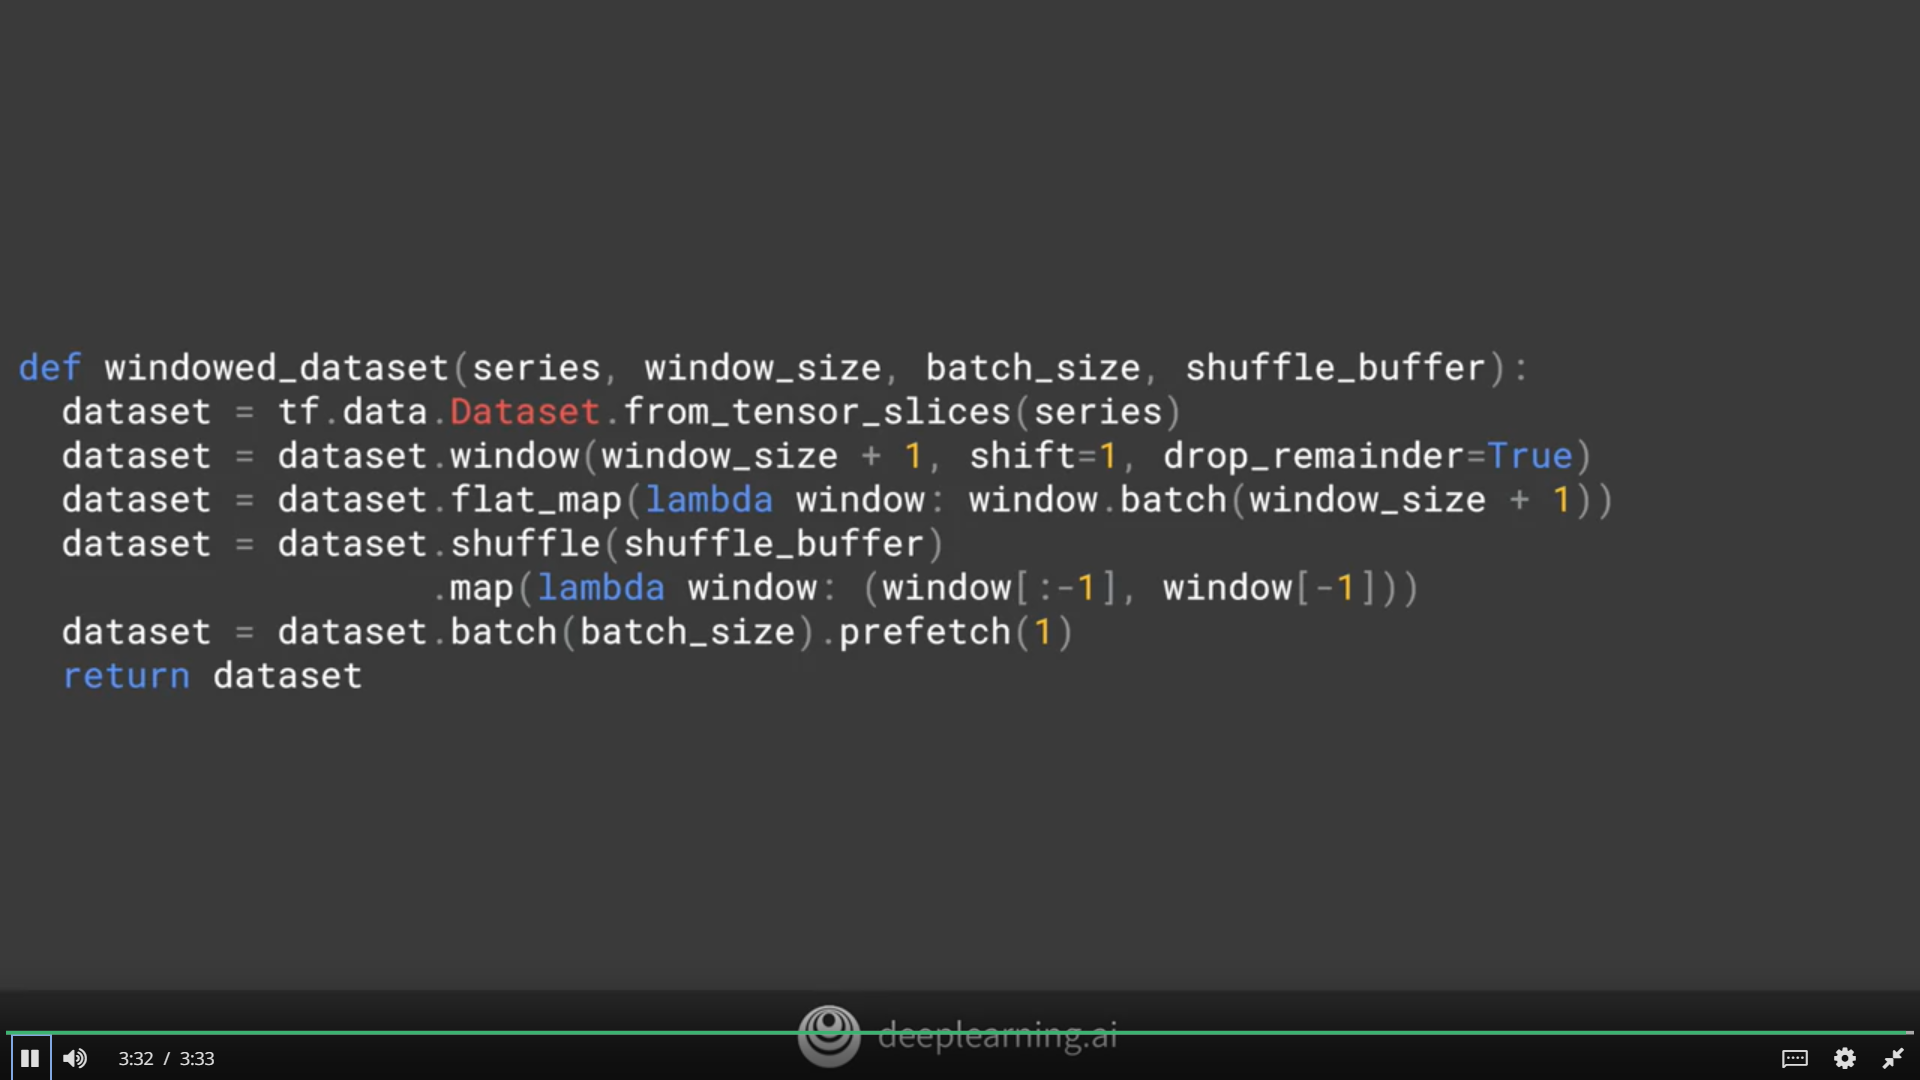 def windowed_dataset(series, window_size, batch_size, shuffle_buffer):
  dataset = tf.data.Dataset.from_tensor_slices(series)
  dataset = dataset.window(window_size + 1, shift=1, drop_remainder=True)
  dataset = dataset.flat_map(lambda window: window.batch(window_size + 1))
  dataset = dataset.shuffle(shuffle_buffer)
                   .map(lambda window: (window[:-1], window[-1]))
  dataset = dataset.batch(batch_size).prefetch(1)
  return dataset
deeplearning.ai
3:32 / 3:33